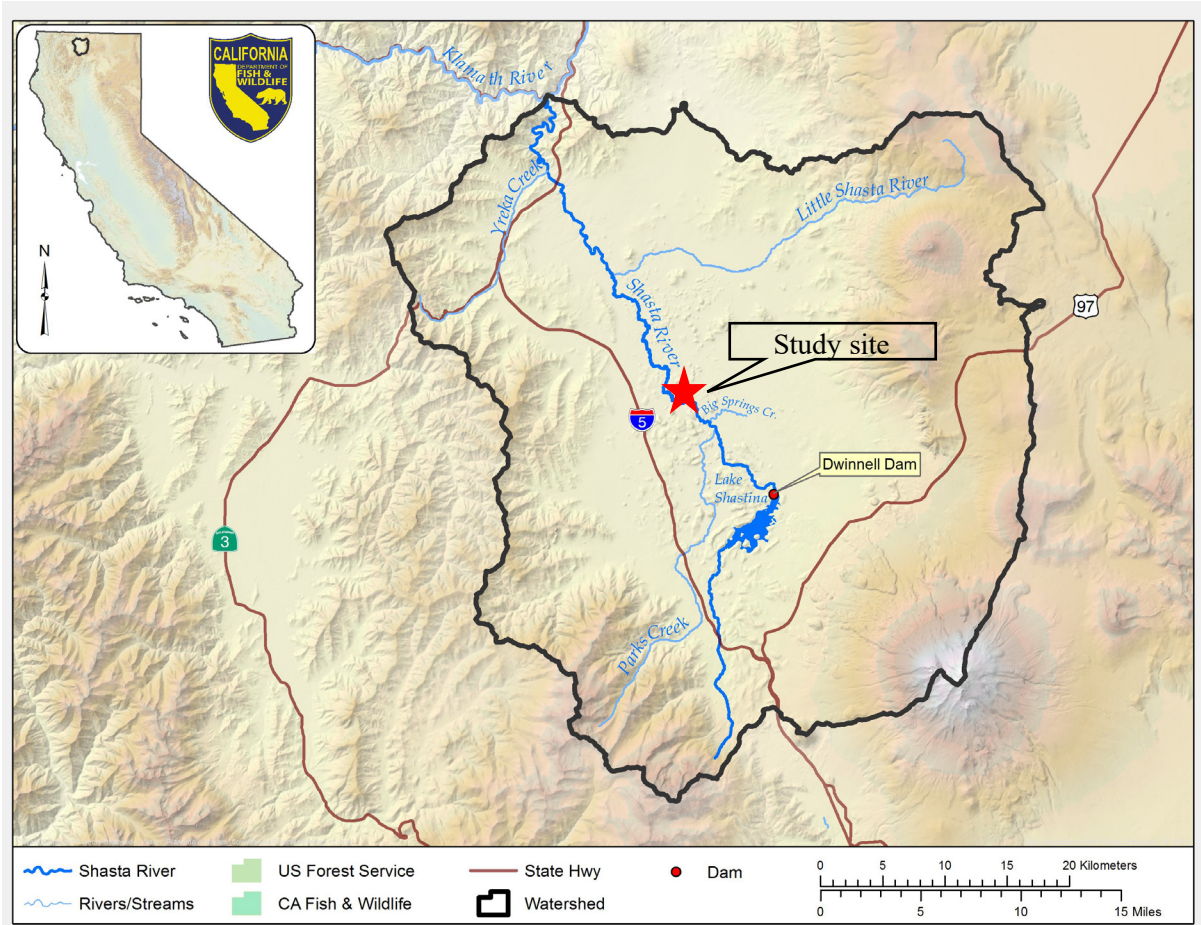 CALIFORNIA
DEPARTMENT OF
FISH &
WILDLIFE
N
Klamath River
Yreka Creek
Little Shasta River
Shasta River
97
Study site
Big Springs Cr.
5
Dwinnell Dam
Lake
Shastina
3
Parks Creek
Shasta River
US Forest Service
State Hwy
Dam
Rivers/Streams
CA Fish & Wildlife
Watershed
0 5 10 15 20 Kilometers
0 5 10 15 Miles